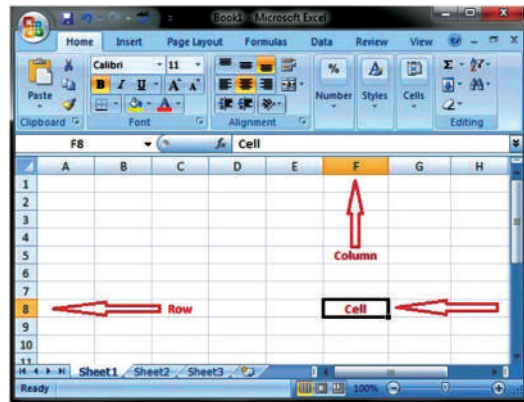 Book1 - Microsoft Excel
Home Insert Page Layout Formulas Data Review View
Calibri 11
Paste B I U A A % A Σ
Number Styles Cells
Clipboard Font Alignment Editing
F8 fx Cell
A B C D E F G H
1
2
3
4
5 Column
6
7
8 Row Cell
9
10
11
Sheet1 Sheet2 Sheet3
Ready 100%